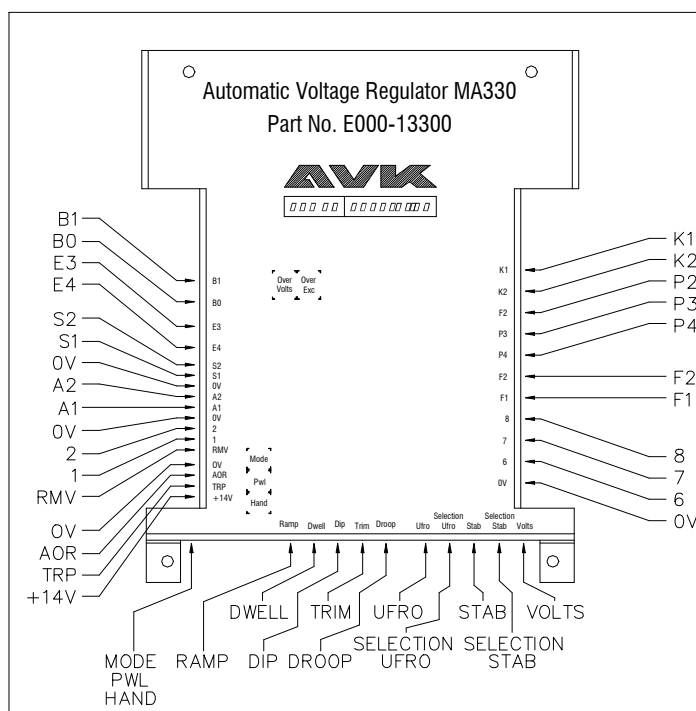 Automatic Voltage Regulator MA330
Part No. E000-13300
AVK
B1
B0
E3
E4
S2
S1
0V
A2
A1
0V
2
1
RMV
0V
AOR
TRP
+14V
B1
B0
E3
E4
S2
S1
0V
A2
A1
0V
2
1
RMV
0V
AOR
TRP
+14V
Over
Volts
Over
Exc
Mode
Pwl
Hand
K1
K2
F2
P3
P4
F2
F1
8
7
6
0V
K1
K2
P2
P3
P4
F2
F1
8
7
6
0V
Ramp
Dwell
Dip
Trim
Droop
Ufro
Selection
Ufro
Stab
Selection
Stab
Volts
DWELL
TRIM
UFRO
STAB
VOLTS
MODE
PWL
HAND
RAMP
DIP
DROOP
SELECTION
UFRO
SELECTION
STAB